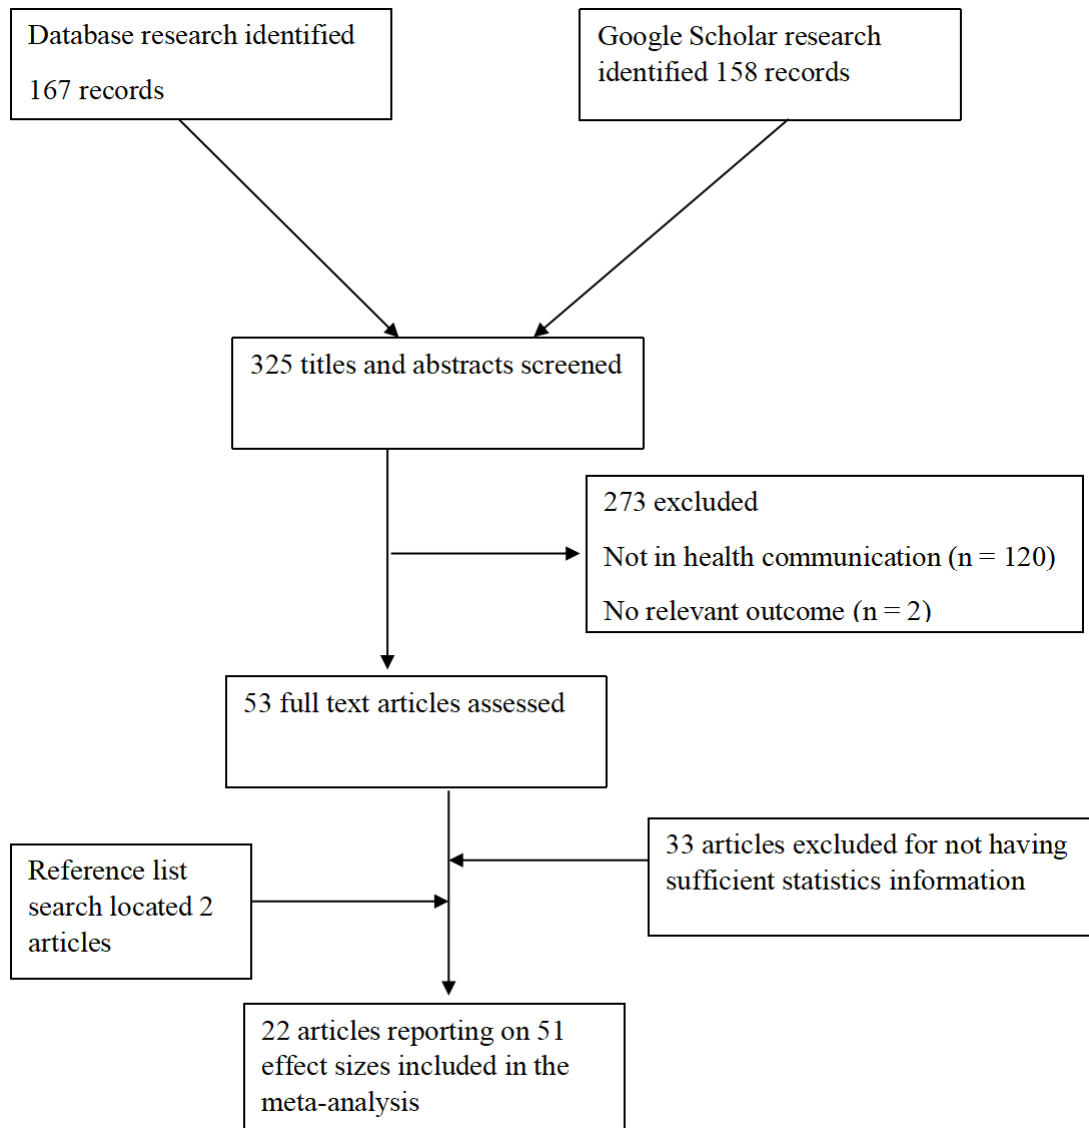 Database research identified
167 records
Google Scholar research
identified 158 records
325 titles and abstracts screened
273 excluded
Not in health communication (n = 120)
No relevant outcome (n = 2)
53 full text articles assessed
33 articles excluded for not having
sufficient statistics information
Reference list
search located 2
articles
22 articles reporting on 51
effect sizes included in the
meta-analysis